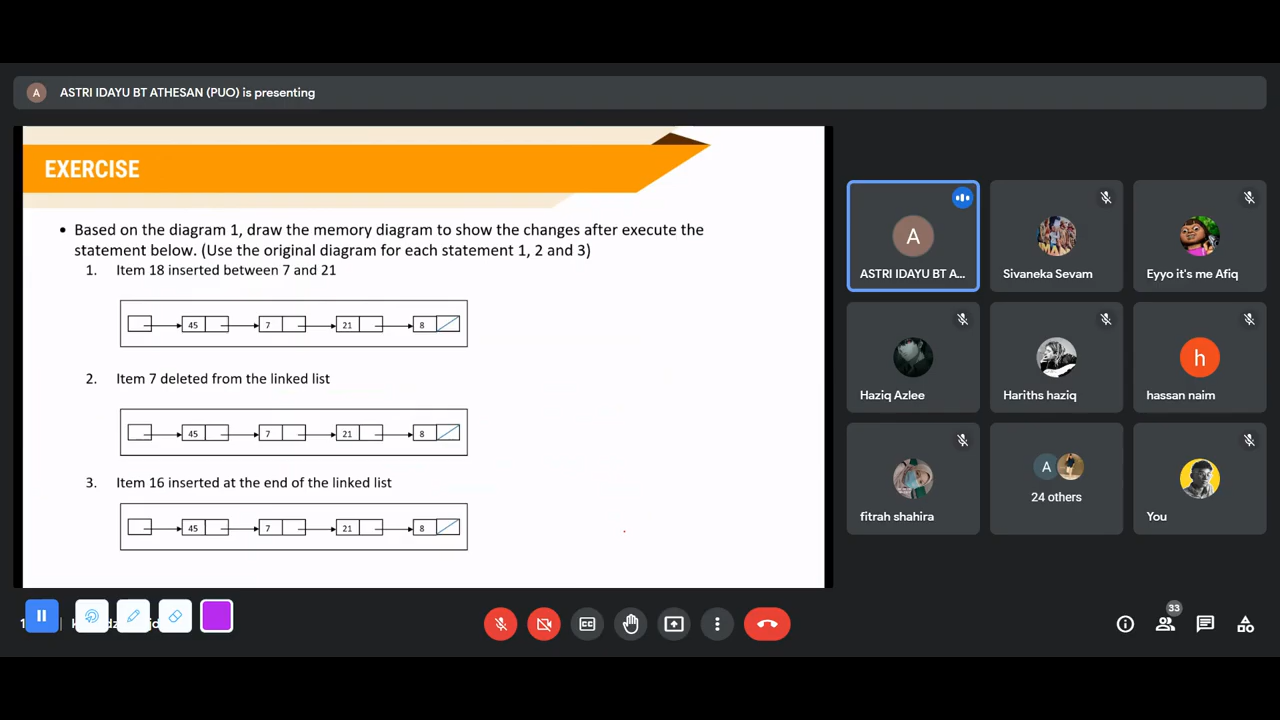 A ASTRI IDAYU BT ATHESAN (PUO) is presenting
EXERCISE
• Based on the diagram 1, draw the memory diagram to show the changes after execute the
statement below. (Use the original diagram for each statement 1, 2 and 3)
1. Item 18 inserted between 7 and 21
45 7 21 8
2. Item 7 deleted from the linked list
45 7 21 8
3. Item 16 inserted at the end of the linked list
45 7 21 8
A
ASTRI IDAYU BT A...
Sivaneka Sevam
Eyyo it's me Afiq
Haziq Azlee
Hariths haziq
h
hassan naim
fitrah shahira
A
24 others
You
CC
33